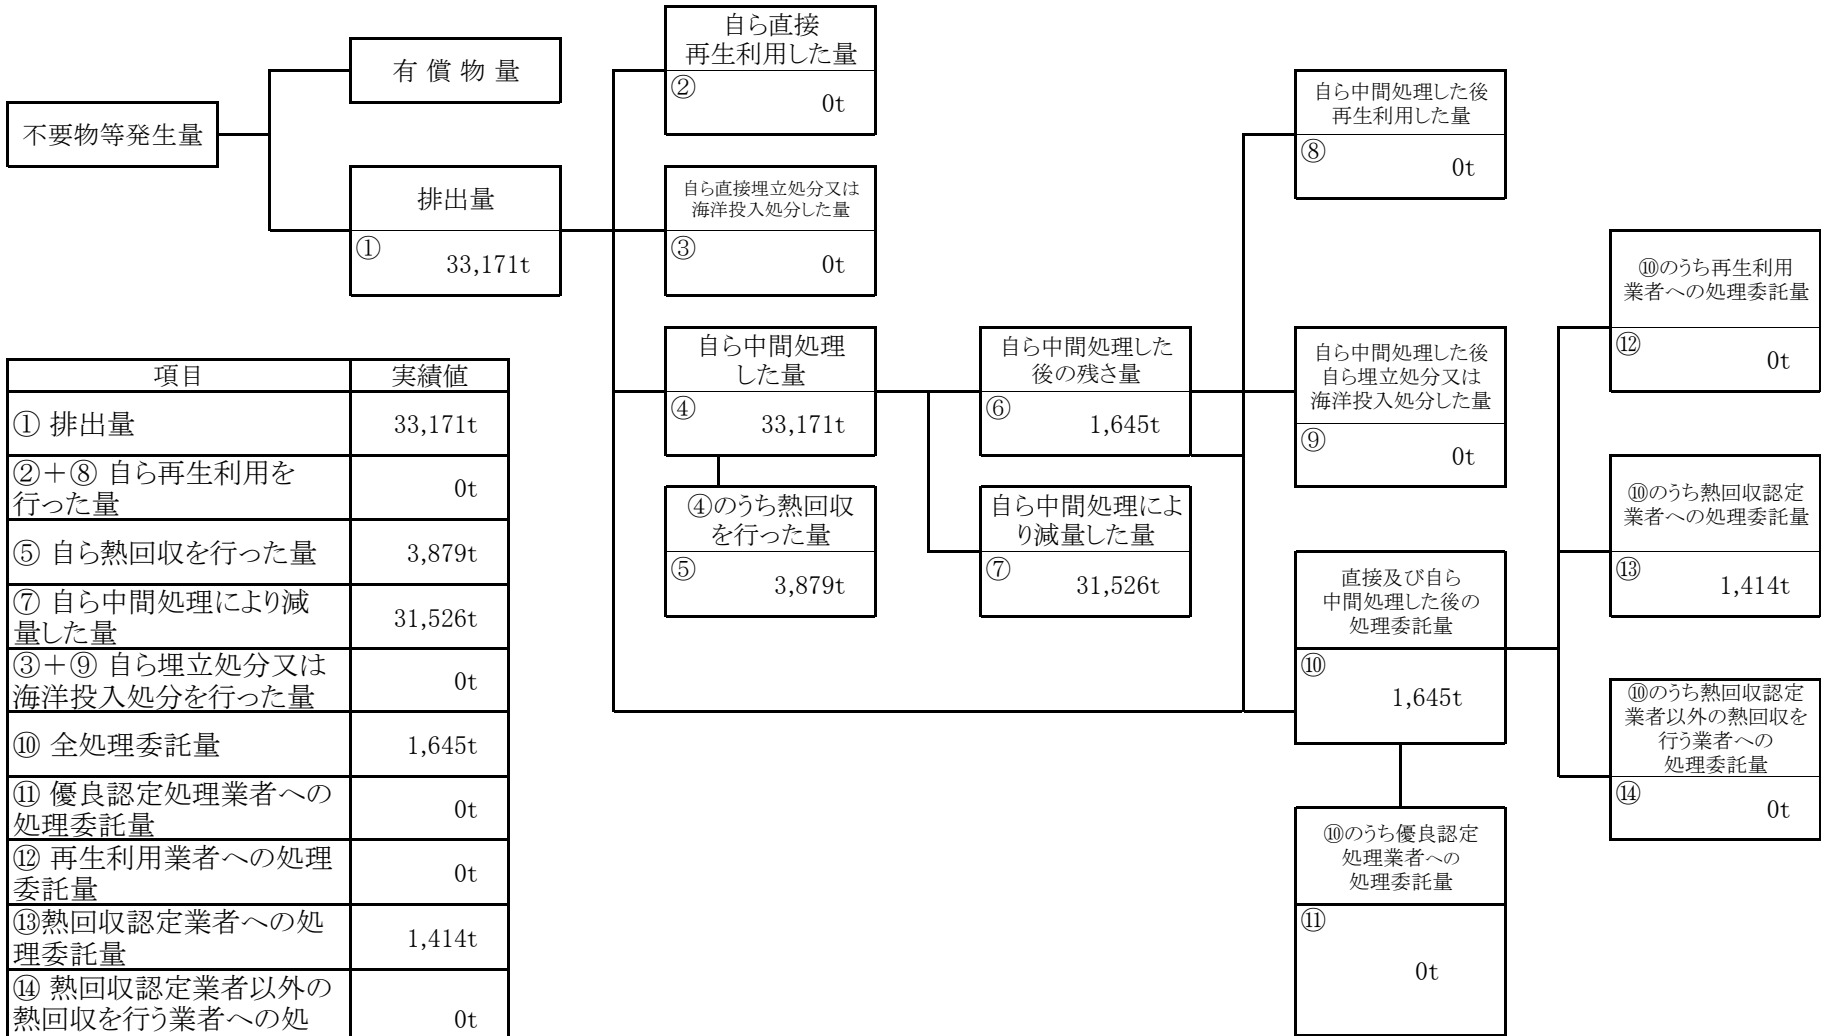 不要物等発生量
有 償 物 量
排出量
①
33,171t
自ら直接
再生利用した量
②
0t
自ら直接埋立処分又は
海洋投入処分した量
③
0t
自ら中間処理
した量
④
33,171t
④のうち熱回収
を行った量
⑤
3,879t
自ら中間処理した
後の残さ量
⑥
1,645t
自ら中間処理によ
り減量した量
⑦
31,526t
自ら中間処理した後
再生利用した量
⑧
0t
自ら中間処理した後
自ら埋立処分又は
海洋投入処分した量
⑨
0t
直接及び自ら
中間処理した後の
処理委託量
⑩
1,645t
⑩のうち優良認定
処理業者への
処理委託量
⑪
0t
⑩のうち再生利用
業者への処理委託量
⑫
0t
⑩のうち熱回収認定
業者への処理委託量
⑬
1,414t
⑩のうち熱回収認定
業者以外の熱回収を
行う業者への
処理委託量
⑭
0t
項目 実績値
① 排出量 33,171t
②＋⑧ 自ら再生利用を
行った量 0t
⑤ 自ら熱回収を行った量 3,879t
⑦ 自ら中間処理により減
量した量 31,526t
③＋⑨ 自ら埋立処分又は
海洋投入処分を行った量 0t
⑩ 全処理委託量 1,645t
⑪ 優良認定処理業者への
処理委託量 0t
⑫ 再生利用業者への処理
委託量 0t
⑬熱回収認定業者への処
理委託量 1,414t
⑭ 熱回収認定業者以外の
熱回収を行う業者への処 0t